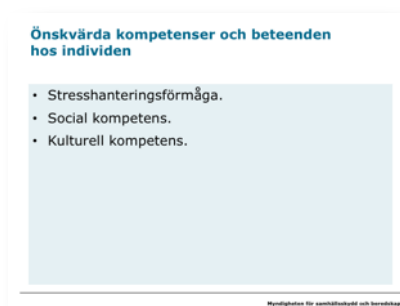 Önskvärda kompetenser och beteenden
hos individen
• Stresshanteringsförmåga.
• Social kompetens.
• Kulturell kompetens.
Myndigheten för samhällsskydd och beredskap